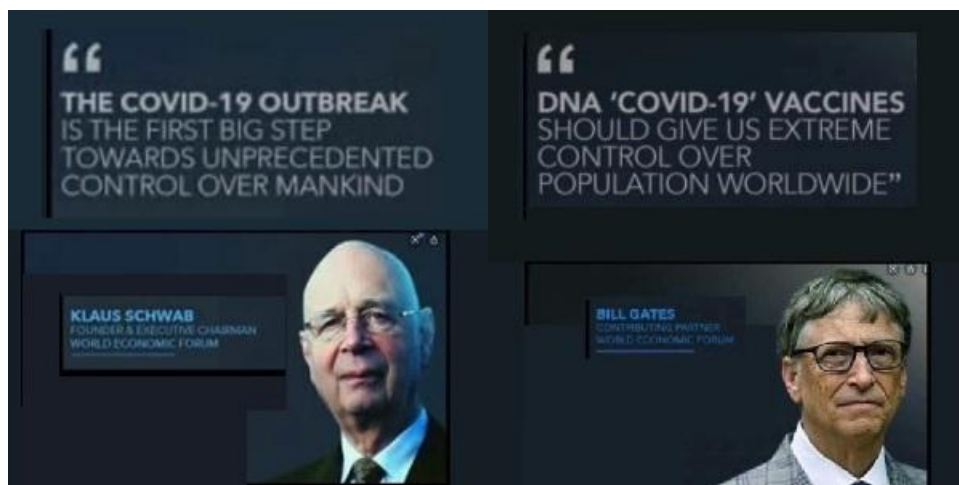 “
THE COVID-19 OUTBREAK
IS THE FIRST BIG STEP
TOWARDS UNPRECEDENTED
CONTROL OVER MANKIND
KLAUS SCHWAB
FOUNDER & EXECUTIVE CHAIRMAN
WORLD ECONOMIC FORUM
“
DNA ‘COVID-19’ VACCINES
SHOULD GIVE US EXTREME
CONTROL OVER
POPULATION WORLDWIDE”
BILL GATES
CONTRIBUTING PARTNER
WORLD ECONOMIC FORUM